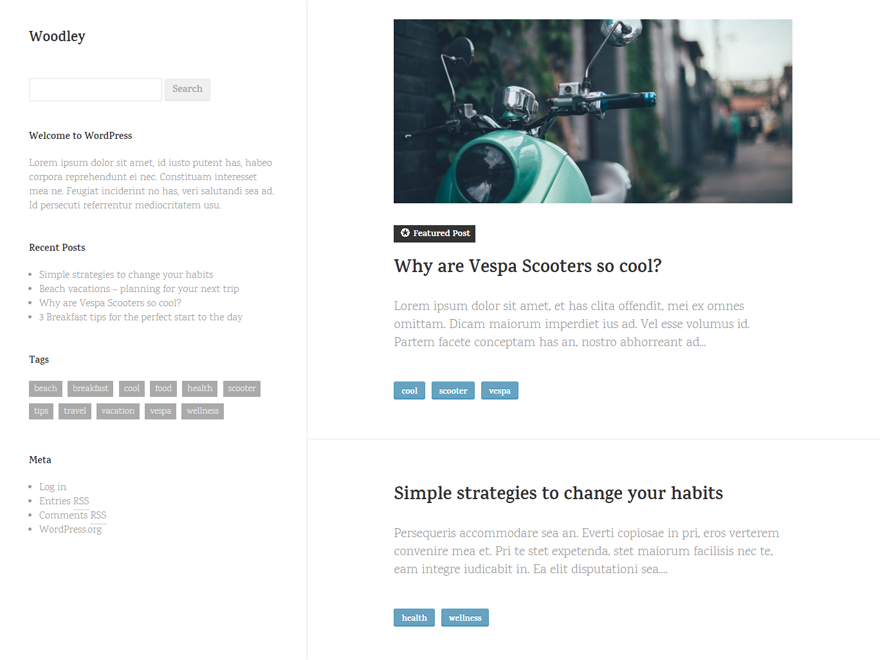 Woodley
Search
Welcome to WordPress
Lorem ipsum dolor sit amet, id iusto putent has, habeo
corpora reprehendunt ei nec. Constituam interesset
mea ne. Feugiat inciderint no has, veri salutandi sea ad.
Id persecuti referrentur mediocritatem usu.
Recent Posts
Simple strategies to change your habits
Beach vacations – planning for your next trip
Why are Vespa Scooters so cool?
3 Breakfast tips for the perfect start to the day
Tags
beach breakfast cool food health scooter
tips travel vacation vespa wellness
Meta
Log in
Entries RSS
Comments RSS
WordPress.org
Featured Post
Why are Vespa Scooters so cool?
Lorem ipsum dolor sit amet, et has clita offendit, mei ex omnes
omittam. Dicam maiorum imperdiet ius ad. Vel esse volumus id.
Partem facete conceptam has an, nostro abhorreant ad...
cool scooter vespa
Simple strategies to change your habits
Persequeris accommodare sea an. Everti copiosae in pri, eros verterem
convenire mea et. Pri te stet expetenda, stet maiorum facilisis nec te,
eam integre iudicabit in. Ea elit disputationi sea....
health wellness